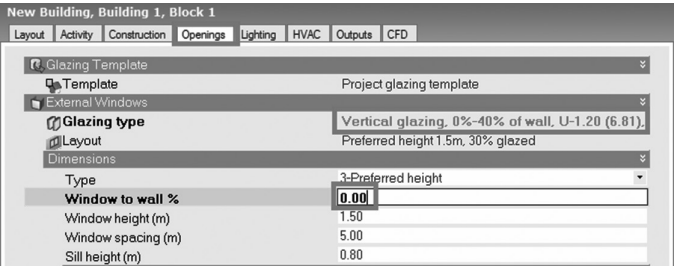 New Building, Building 1, Block 1
Layout Activity Construction Openings Lighting HVAC Outputs CFD
Glazing Template
Template Project glazing template
External Windows
Glazing type Vertical glazing, 0%-40% of wall, U-1.20 (6.81),
Layout Preferred height 1.5m, 30% glazed
Dimensions
Type 3-Preferred height
Window to wall % 0.00
Window height (m) 1.50
Window spacing (m) 5.00
Sill height (m) 0.80